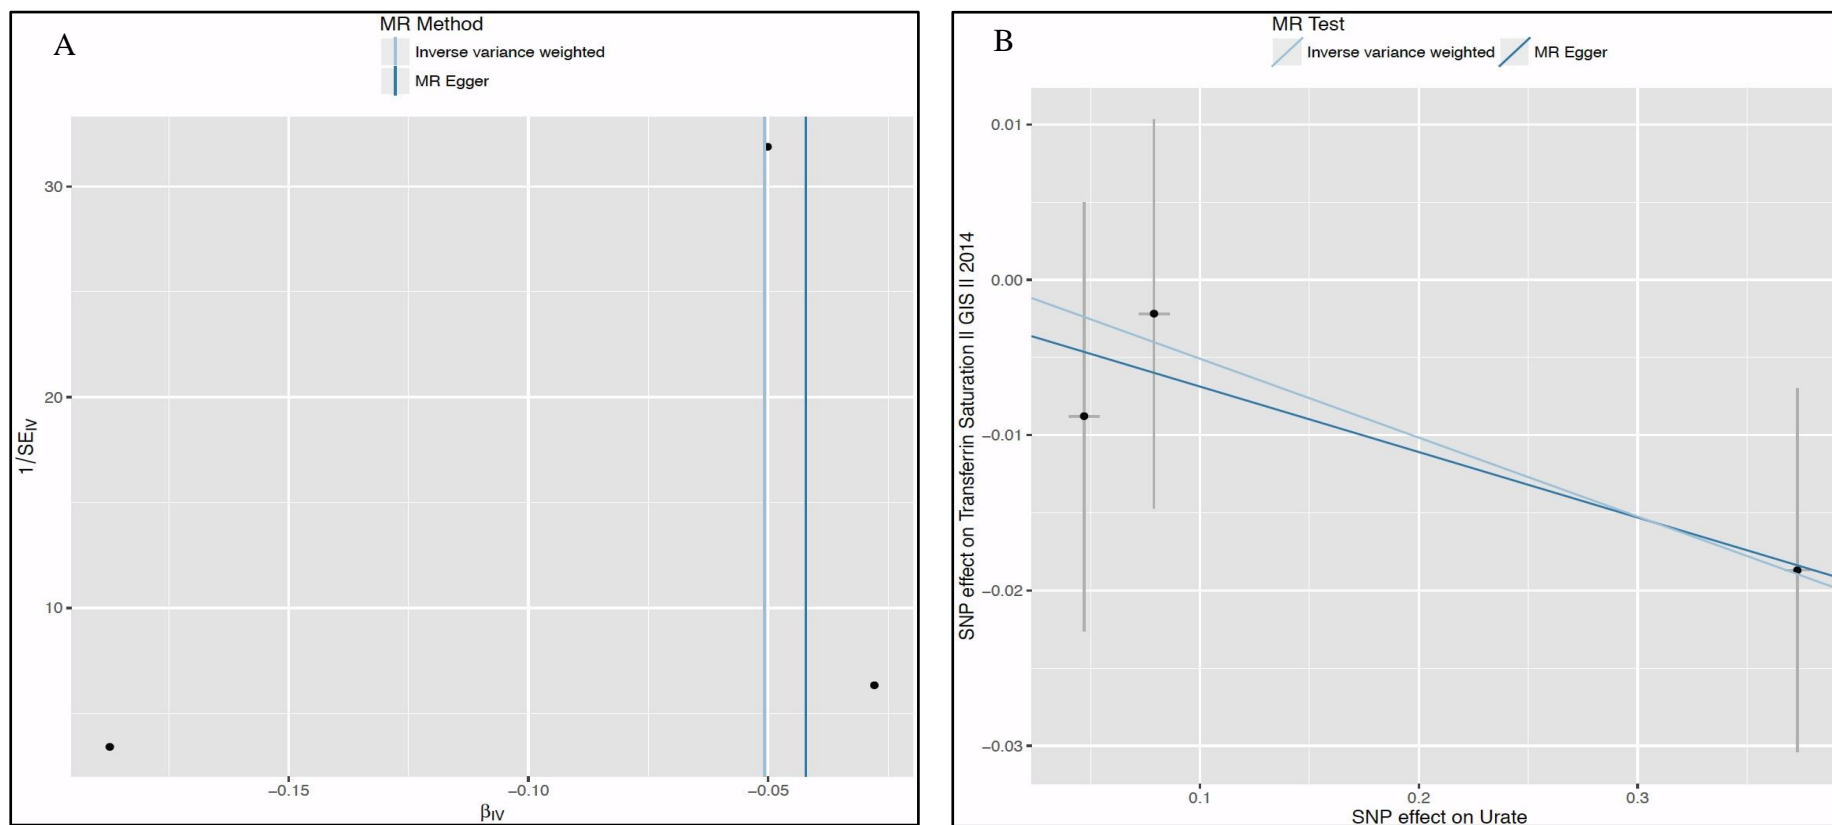 A
MR Method
Inverse variance weighted
MR Egger
30
20
10
1/SE_IV
−0.15
−0.10
−0.05
β_IV
B
MR Test
Inverse variance weighted
MR Egger
0.01
0.00
−0.01
−0.02
−0.03
SNP effect on Transferrin Saturation II GIS II 2014
0.1
0.2
0.3
SNP effect on Urate